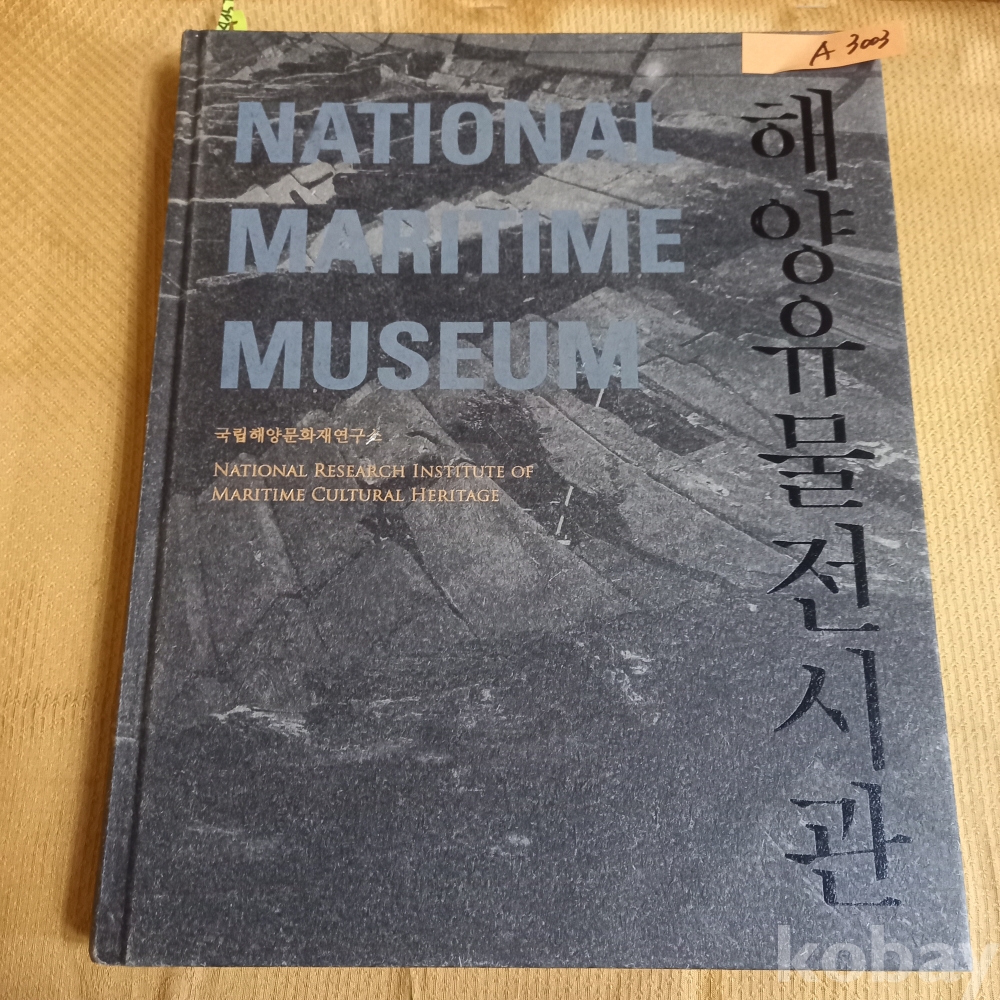 A 3003
NATIONAL
MARITIME
MUSEUM
국립해양문화재연구소
NATIONAL RESEARCH INSTITUTE OF
MARITIME CULTURAL HERITAGE
해양유물전시관
kobay